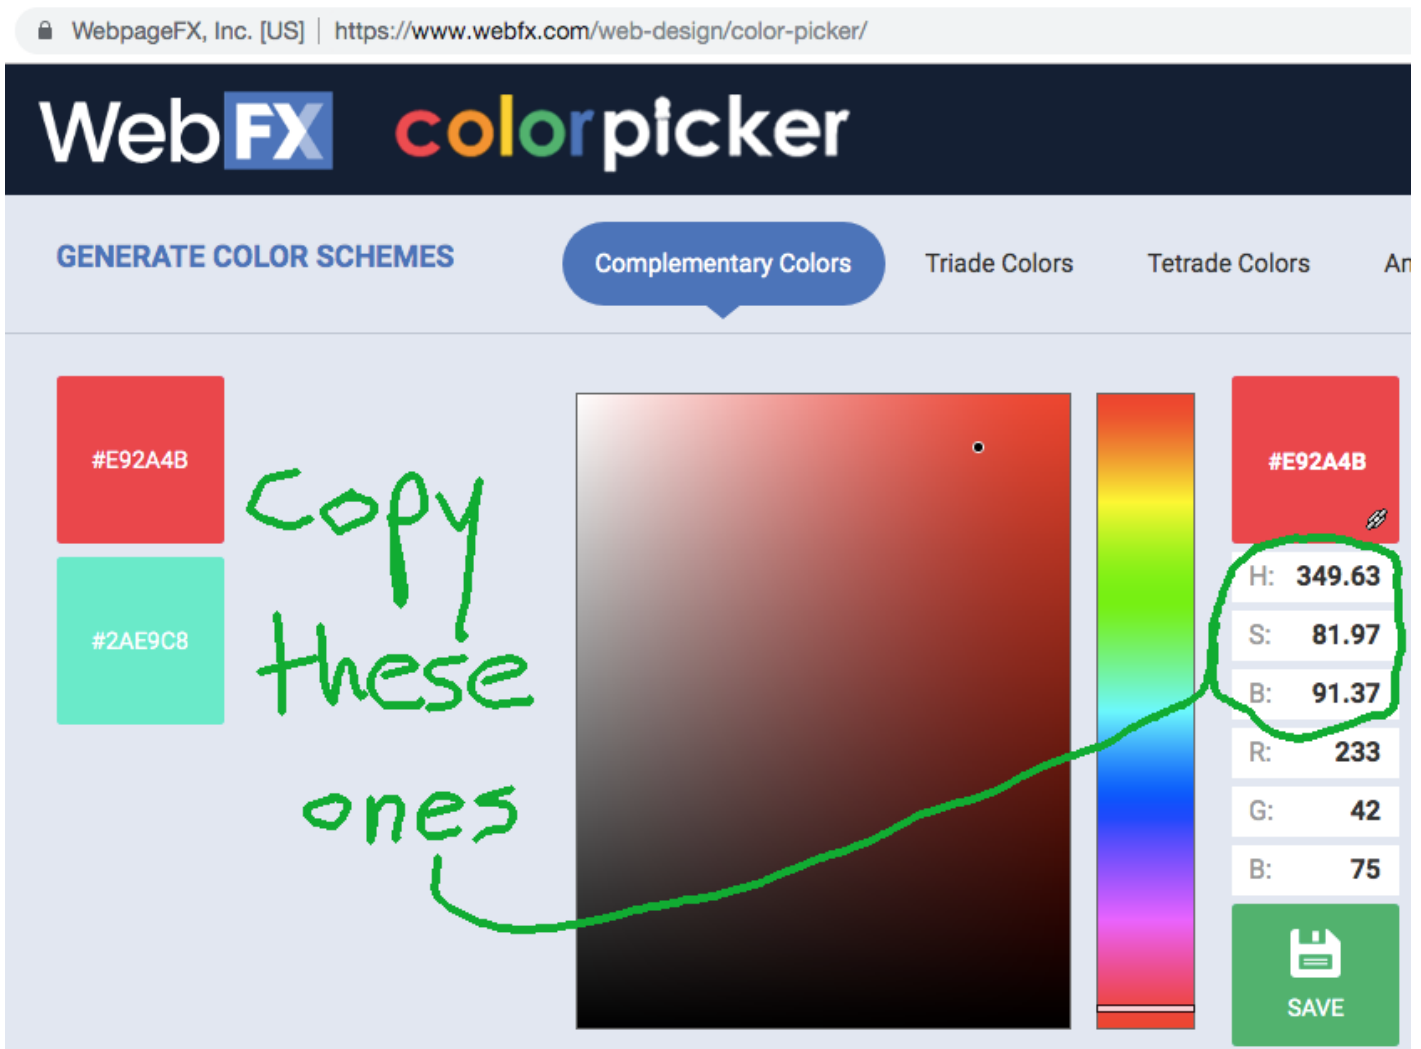 WebpageFX, Inc. [US] | https://www.webfx.com/web-design/color-picker/
WebFX colorpicker
GENERATE COLOR SCHEMES
Complementary Colors
Triade Colors
Tetrade Colors
An
#E92A4B
#2AE9C8
copy
these
ones
#E92A4B
H: 349.63
S: 81.97
B: 91.37
R: 233
G: 42
B: 75
SAVE